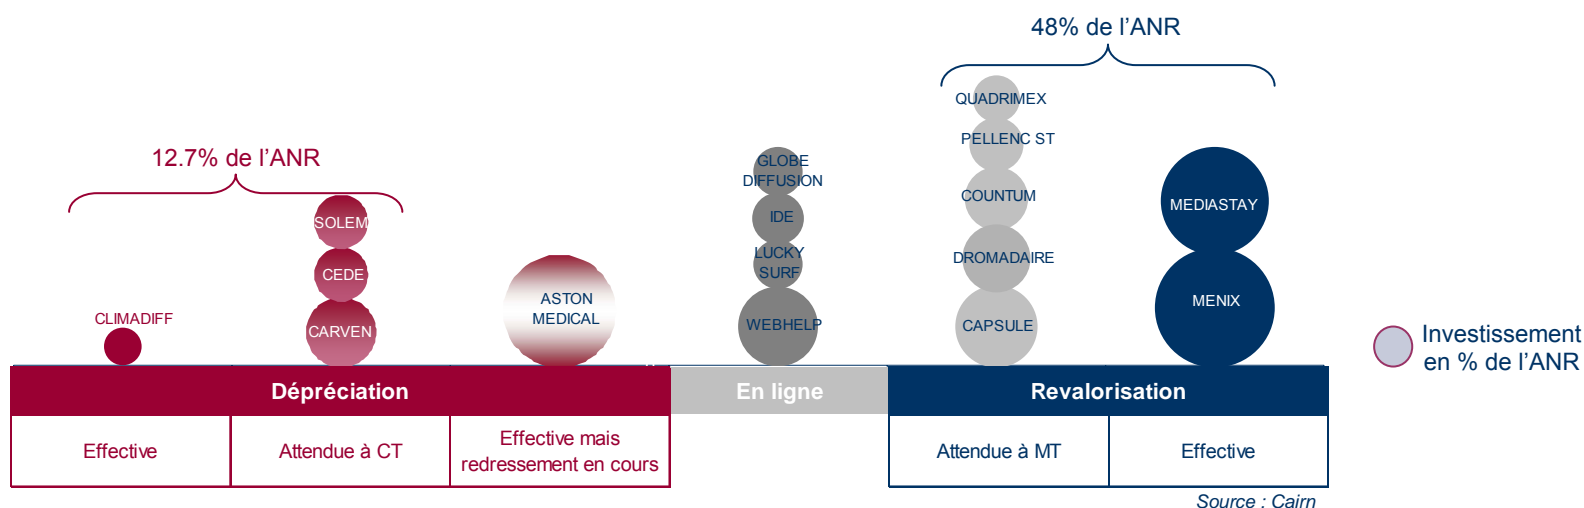 48% de l'ANR
12.7% de l'ANR
QUADRIMEX
PELLENC ST
GLOBE
DIFFUSION
COUNTUM
MEDIASTAY
SOLEM
IDE
CEDE
LUCKY
SURF
DROMADAIRE
ASTON
MEDICAL
MENIX
CLIMADIFF
CARVEN
WEBHELP
CAPSULE
Investissement
en % de l'ANR
Dépréciation
En ligne
Revalorisation
Effective
Attendue à CT
Effective mais
redressement en cours
Attendue à MT
Effective
Source : Cairn